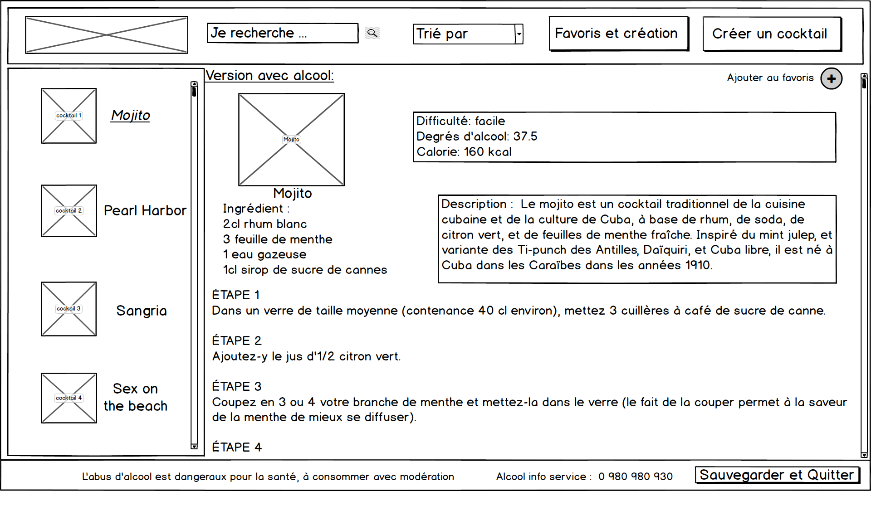 Je recherche ...
Trié par
Favoris et création
Créer un cocktail
cocktail 1
Mojito
cocktail 2
Pearl Harbor
cocktail 3
Sangria
cocktail 4
Sex on
the beach
Version avec alcool:
Ajouter au favoris
Mojito
Mojito
Difficulté: facile
Degrés d'alcool: 37.5
Calorie: 160 kcal
Ingrédient :
2cl rhum blanc
3 feuille de menthe
1 eau gazeuse
1cl sirop de sucre de cannes
Description : Le mojito est un cocktail traditionnel de la cuisine
cubaine et de la culture de Cuba, à base de rhum, de soda, de
citron vert, et de feuilles de menthe fraîche. Inspiré du mint julep, et
variante des Ti-punch des Antilles, Daïquiri, et Cuba libre, il est né à
Cuba dans les Caraïbes dans les années 1910.
ÉTAPE 1
Dans un verre de taille moyenne (contenance 40 cl environ), mettez 3 cuillères à café de sucre de canne.
ÉTAPE 2
Ajoutez-y le jus d'1/2 citron vert.
ÉTAPE 3
Coupez en 3 ou 4 votre branche de menthe et mettez-la dans le verre (le fait de la couper permet à la saveur
de la menthe de mieux se diffuser).
ÉTAPE 4
L'abus d'alcool est dangeraux pour la santé, à consommer avec modération
Alcool info service : 0 980 980 930
Sauvegarder et Quitter